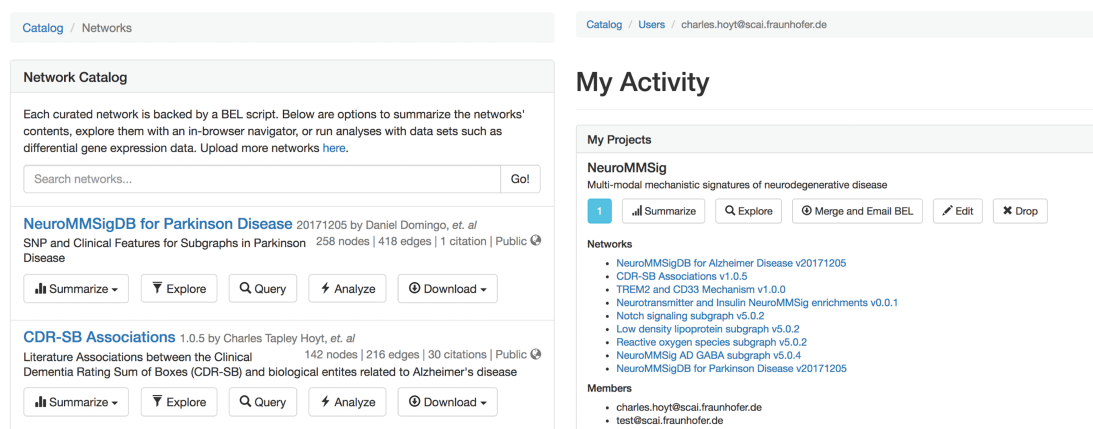 Catalog / Networks
Network Catalog
Each curated network is backed by a BEL script. Below are options to summarize the networks'
contents, explore them with an in-browser navigator, or run analyses with data sets such as
differential gene expression data. Upload more networks here.
Search networks... Go!
NeuroMMSigDB for Parkinson Disease 20171205 by Daniel Domingo, et. al
SNP and Clinical Features for Subgraphs in Parkinson 258 nodes | 418 edges | 1 citation | Public
Disease
Summarize Explore Query Analyze Download
CDR-SB Associations 1.0.5 by Charles Tapley Hoyt, et. al
Literature Associations between the Clinical 142 nodes | 216 edges | 30 citations | Public
Dementia Rating Sum of Boxes (CDR-SB) and biological entites related to Alzheimer's disease
Summarize Explore Query Analyze Download
Catalog / Users / charles.hoyt@scai.fraunhofer.de
My Activity
My Projects
NeuroMMSig
Multi-modal mechanistic signatures of neurodegenerative disease
1 Summarize Explore Merge and Email BEL Edit Drop
Networks
• NeuroMMSigDB for Alzheimer Disease v20171205
• CDR-SB Associations v1.0.5
• TREM2 and CD33 Mechanism v1.0.0
• Neurotransmitter and Insulin NeuroMMSig enrichments v0.0.1
• Notch signaling subgraph v5.0.2
• Low density lipoprotein subgraph v5.0.2
• Reactive oxygen species subgraph v5.0.2
• NeuroMMSig AD GABA subgraph v5.0.4
• NeuroMMSigDB for Parkinson Disease v20171205
Members
• charles.hoyt@scai.fraunhofer.de
• test@scai.fraunhofer.de